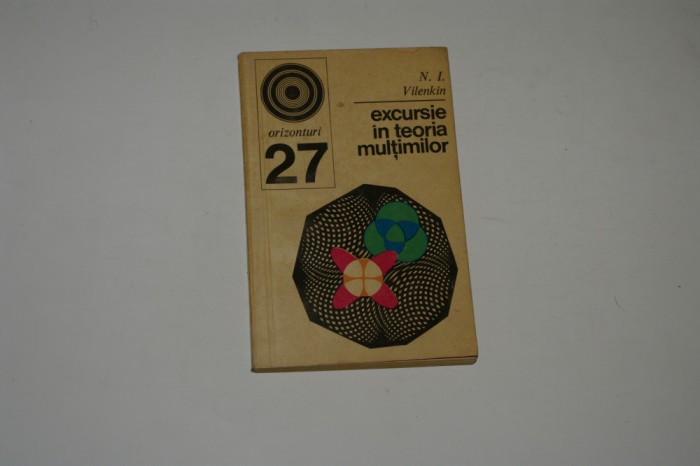 orizonturi
27
N. I.
Vilenkin
excursie
în teoria
mulțimilor